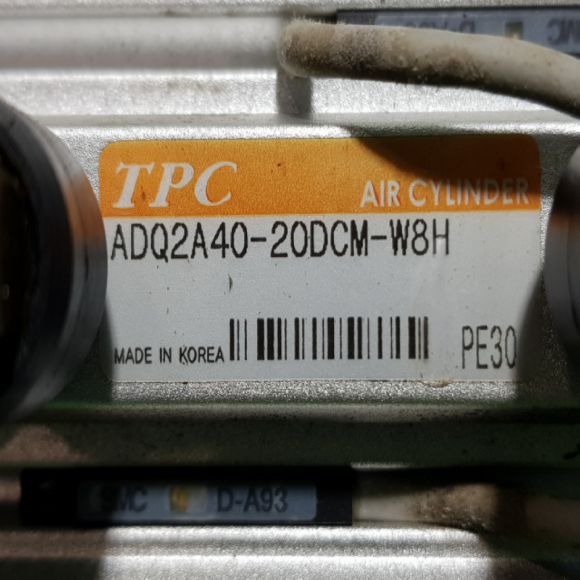 TPC
AIR CYLINDER
ADQ2A40-20DCM-W8H
MADE IN KOREA
PE30
SMC D-A93